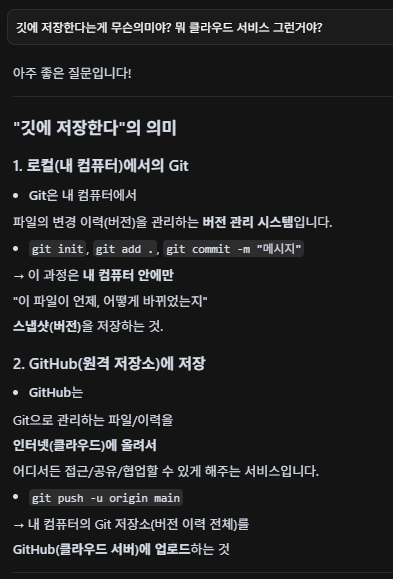 깃에 저장한다는게 무슨의미야? 뭐 클라우드 서비스 그런거야?
아주 좋은 질문입니다!
"깃에 저장한다"의 의미
1. 로컬(내 컴퓨터)에서의 Git
• Git은 내 컴퓨터에서
파일의 변경 이력(버전)을 관리하는 버전 관리 시스템입니다.
• git init, git add ., git commit -m "메시지"
→ 이 과정은 내 컴퓨터 안에만
"이 파일이 언제, 어떻게 바뀌었는지"
스냅샷(버전)을 저장하는 것.
2. GitHub(원격 저장소)에 저장
• GitHub는
Git으로 관리하는 파일/이력을
인터넷(클라우드)에 올려서
어디서든 접근/공유/협업할 수 있게 해주는 서비스입니다.
• git push -u origin main
→ 내 컴퓨터의 Git 저장소(버전 이력 전체)를
GitHub(클라우드 서버)에 업로드하는 것